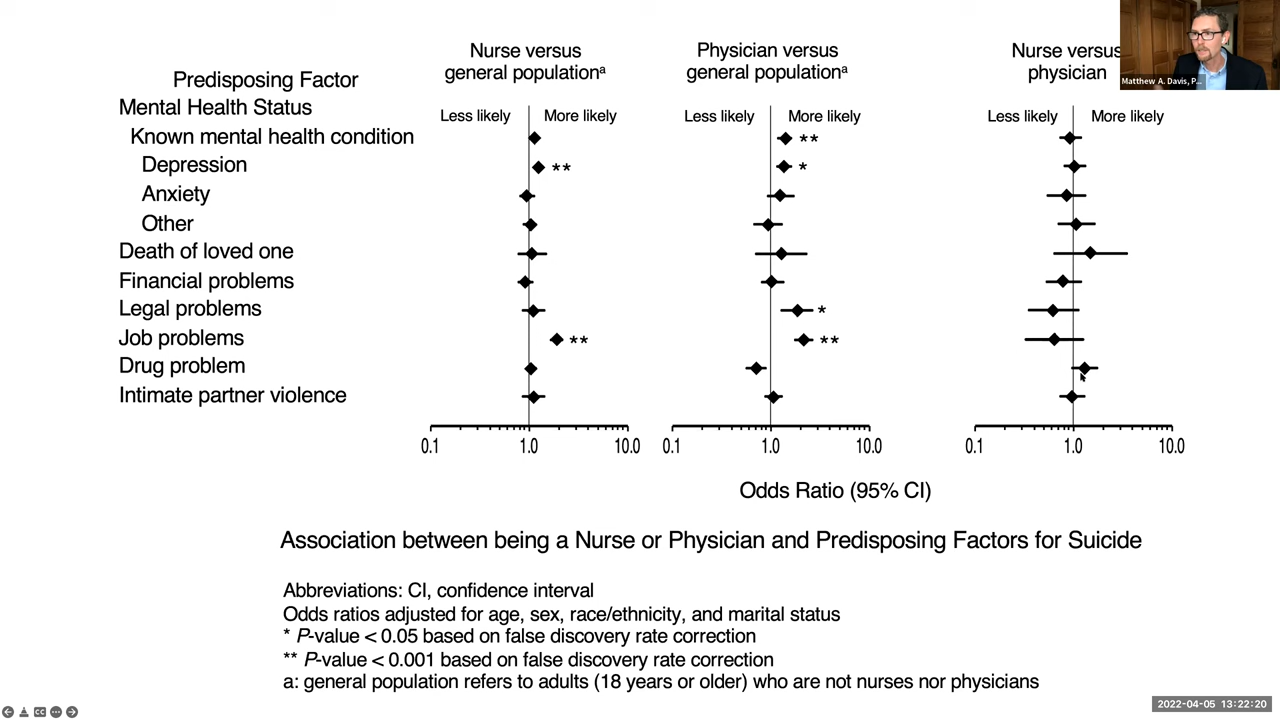 Nurse versus
general populationᵃ
Physician versus
general populationᵃ
Nurse versus
physician
Matthew A. Davis, P...
Predisposing Factor
Mental Health Status
Less likely More likely Less likely More likely Less likely More likely
Known mental health condition **
Depression ** *
Anxiety
Other
Death of loved one
Financial problems
Legal problems *
Job problems ** **
Drug problem
Intimate partner violence
0.1 1.0 10.0 0.1 1.0 10.0 0.1 1.0 10.0
Odds Ratio (95% CI)
Association between being a Nurse or Physician and Predisposing Factors for Suicide
Abbreviations: CI, confidence interval
Odds ratios adjusted for age, sex, race/ethnicity, and marital status
* P-value < 0.05 based on false discovery rate correction
** P-value < 0.001 based on false discovery rate correction
a: general population refers to adults (18 years or older) who are not nurses nor physicians
2022-04-05 13:22:20